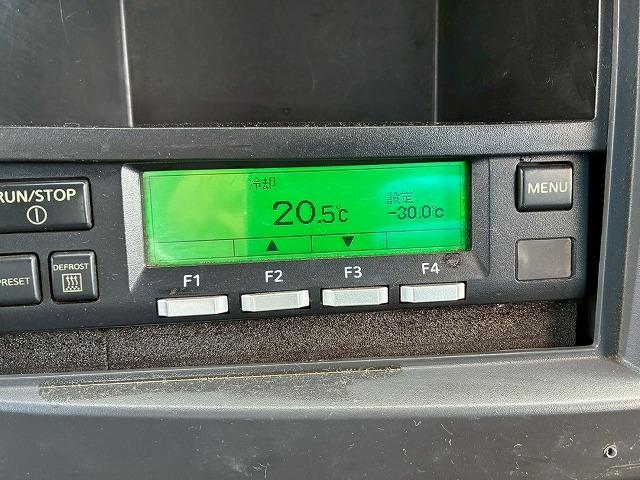 RUN/STOP
冷却
20.5℃
設定
-30.0℃
▲ ▼
MENU
PRESET
DEFROST
F1 F2 F3 F4